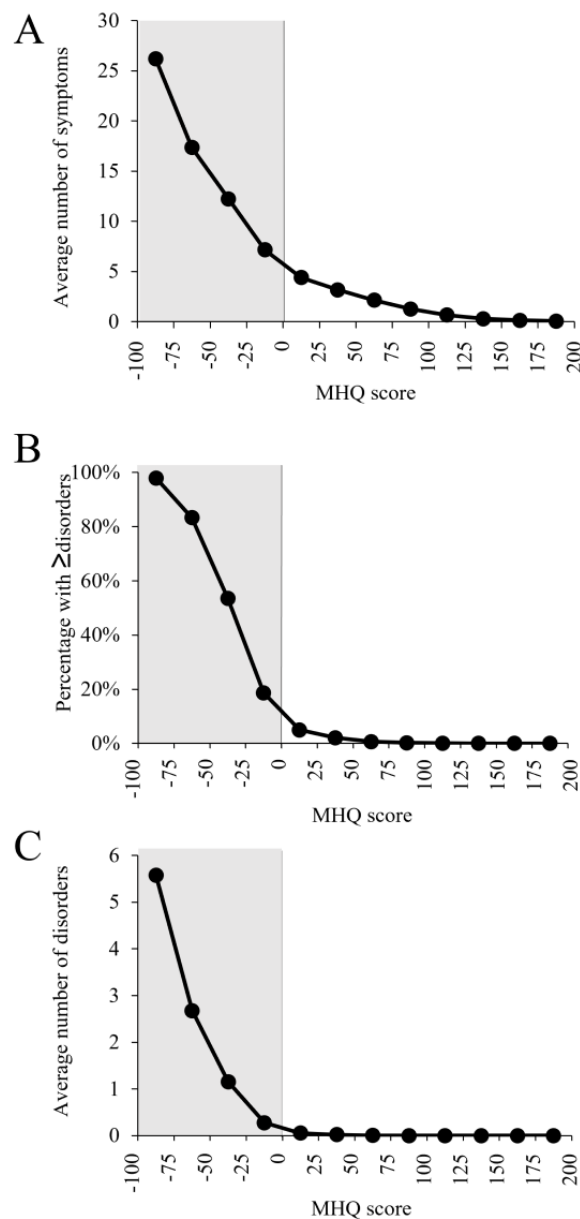 A
Average number of symptoms
30
25
20
15
10
5
0
-100 -75 -50 -25 0 25 50 75 100 125 150 175 200
MHQ score
B
Percentage with ≥disorders
100%
80%
60%
40%
20%
0%
-100 -75 -50 -25 0 25 50 75 100 125 150 175 200
MHQ score
C
Average number of disorders
6
5
4
3
2
1
0
-100 -75 -50 -25 0 25 50 75 100 125 150 175 200
MHQ score